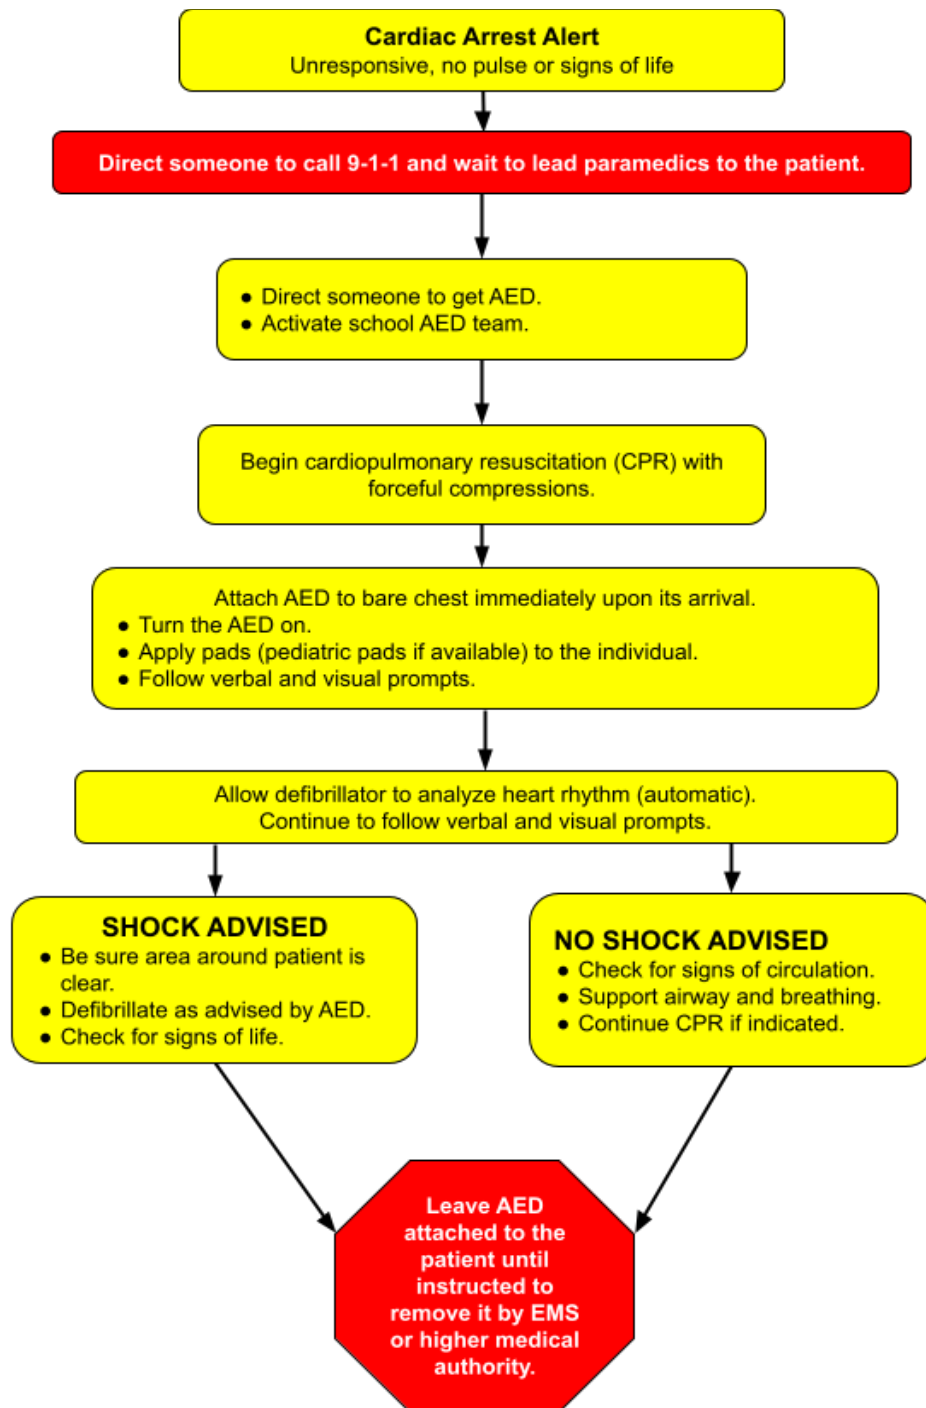 Cardiac Arrest Alert
Unresponsive, no pulse or signs of life
Direct someone to call 9-1-1 and wait to lead paramedics to the patient.
● Direct someone to get AED.
● Activate school AED team.
Begin cardiopulmonary resuscitation (CPR) with
forceful compressions.
Attach AED to bare chest immediately upon its arrival.
● Turn the AED on.
● Apply pads (pediatric pads if available) to the individual.
● Follow verbal and visual prompts.
Allow defibrillator to analyze heart rhythm (automatic).
Continue to follow verbal and visual prompts.
SHOCK ADVISED
● Be sure area around patient is
clear.
● Defibrillate as advised by AED.
● Check for signs of life.
NO SHOCK ADVISED
● Check for signs of circulation.
● Support airway and breathing.
● Continue CPR if indicated.
Leave AED
attached to the
patient until
instructed to
remove it by EMS
or higher medical
authority.